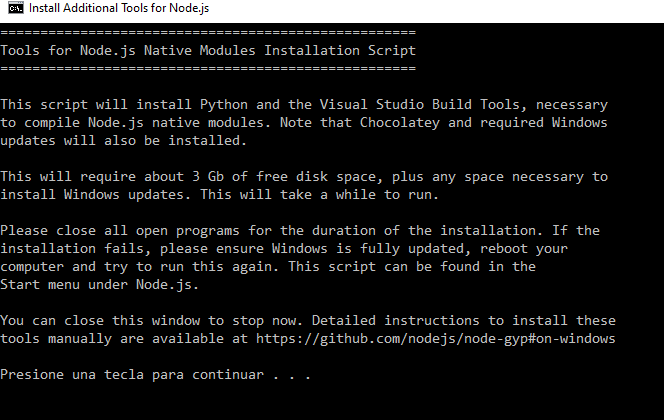 Install Additional Tools for Node.js
====================================================
Tools for Node.js Native Modules Installation Script
====================================================
This script will install Python and the Visual Studio Build Tools, necessary
to compile Node.js native modules. Note that Chocolatey and required Windows
updates will also be installed.
This will require about 3 Gb of free disk space, plus any space necessary to
install Windows updates. This will take a while to run.
Please close all open programs for the duration of the installation. If the
installation fails, please ensure Windows is fully updated, reboot your
computer and try to run this again. This script can be found in the
Start menu under Node.js.
You can close this window to stop now. Detailed instructions to install these
tools manually are available at https://github.com/nodejs/node-gyp#on-windows
Presione una tecla para continuar . . .